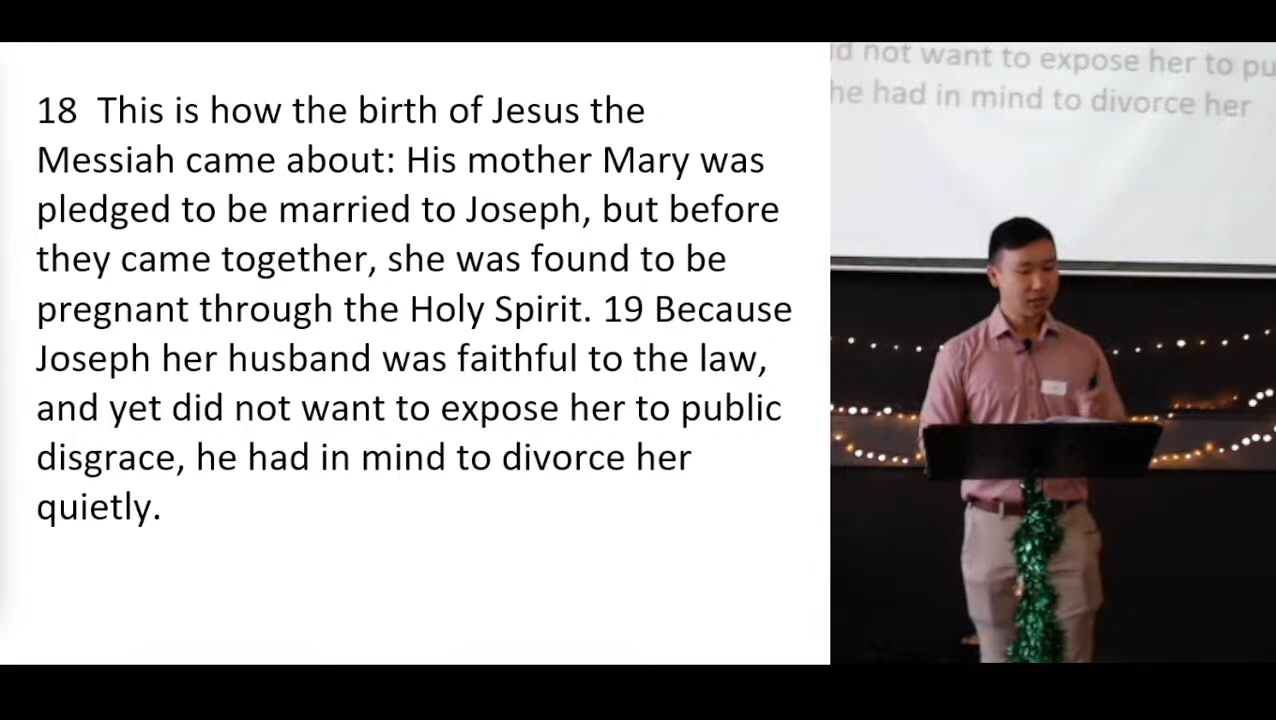 18 This is how the birth of Jesus the
Messiah came about: His mother Mary was
pledged to be married to Joseph, but before
they came together, she was found to be
pregnant through the Holy Spirit. 19 Because
Joseph her husband was faithful to the law,
and yet did not want to expose her to public
disgrace, he had in mind to divorce her
quietly.
not want to expose her to
he had in mind to divorce her